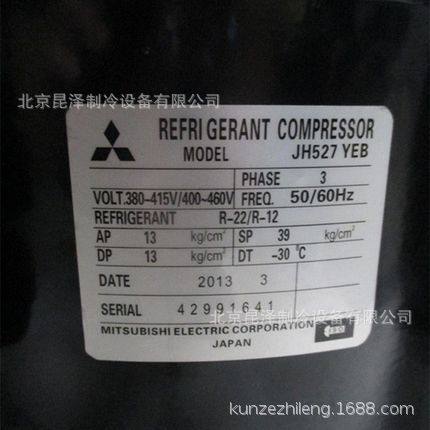 北京昆泽制冷设备有限公司
REFRIGERANT COMPRESSOR
MODEL JH527 YEB
PHASE 3
VOLT. 380-415V/400-460V FREQ. 50/60Hz
REFRIGERANT R-22/R-12
AP 13 kg/cm² SP 39 kg/cm²
DP 13 kg/cm² DT -30 °C
DATE 2013 3
SERIAL 42991641
北京昆泽制冷设备有限公司
MITSUBISHI ELECTRIC CORPORATION
JAPAN
kunzezhileng.1688.com